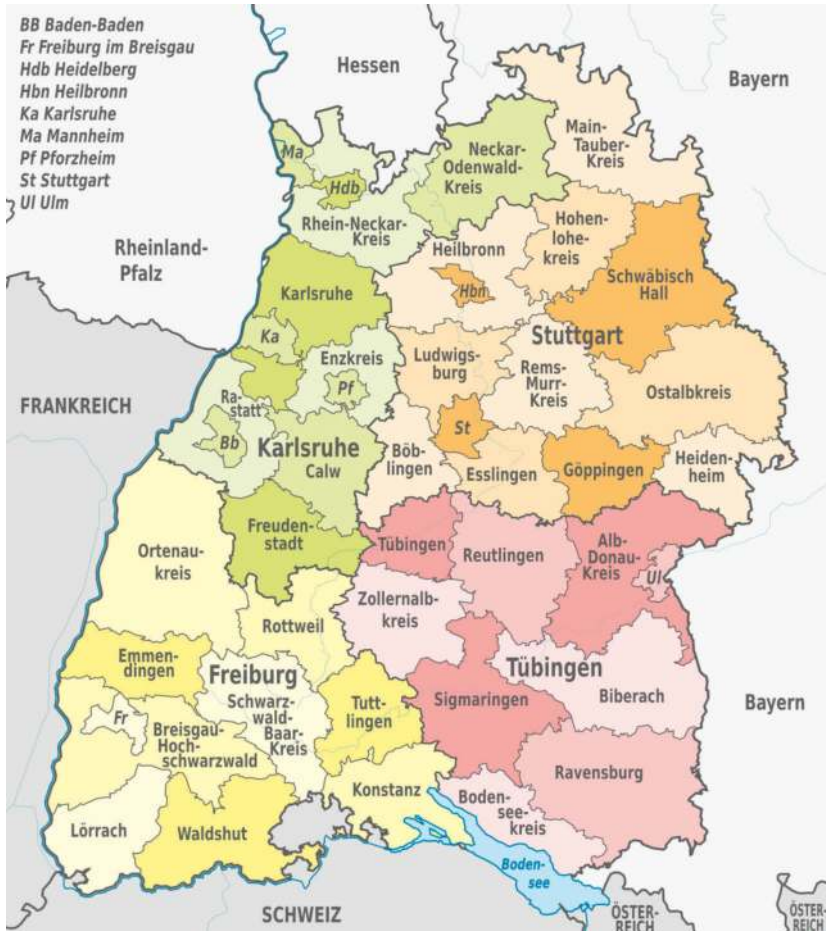 BB Baden-Baden
Fr Freiburg im Breisgau
Hdb Heidelberg
Hbn Heilbronn
Ka Karlsruhe
Ma Mannheim
Pf Pforzheim
St Stuttgart
Ul Ulm
Hessen
Bayern
Main-
Tauber-
Kreis
Neckar-
Odenwald-
Kreis
Ma
Hdb
Rhein-Neckar-
Kreis
Hohen-
lohe-
kreis
Heilbronn
Hbn
Rheinland-
Pfalz
Schwäbisch
Hall
Karlsruhe
Ka
Stuttgart
Enzkreis
Pf
Ludwigs-
burg
Rems-
Murr-
Kreis
Ostalbkreis
FRANKREICH
Ra-
statt
Bb
St
Karlsruhe
Calw
Böb-
lingen
Esslingen
Göppingen
Heiden-
heim
Freuden-
stadt
Ortenau-
kreis
Tübingen
Reutlingen
Alb-
Donau-
Kreis
Ul
Zollernalb-
kreis
Rottweil
Emmen-
dingen
Freiburg
Schwarz-
wald-
Baar-
Kreis
Tübingen
Biberach
Tutt-
lingen
Sigmaringen
Bayern
Fr
Breisgau-
Hoch-
schwarzwald
Ravensburg
Konstanz
Boden-
see-
kreis
Lörrach
Waldshut
Boden-
see
SCHWEIZ
ÖSTER-
REICH
ÖSTER-
REICH